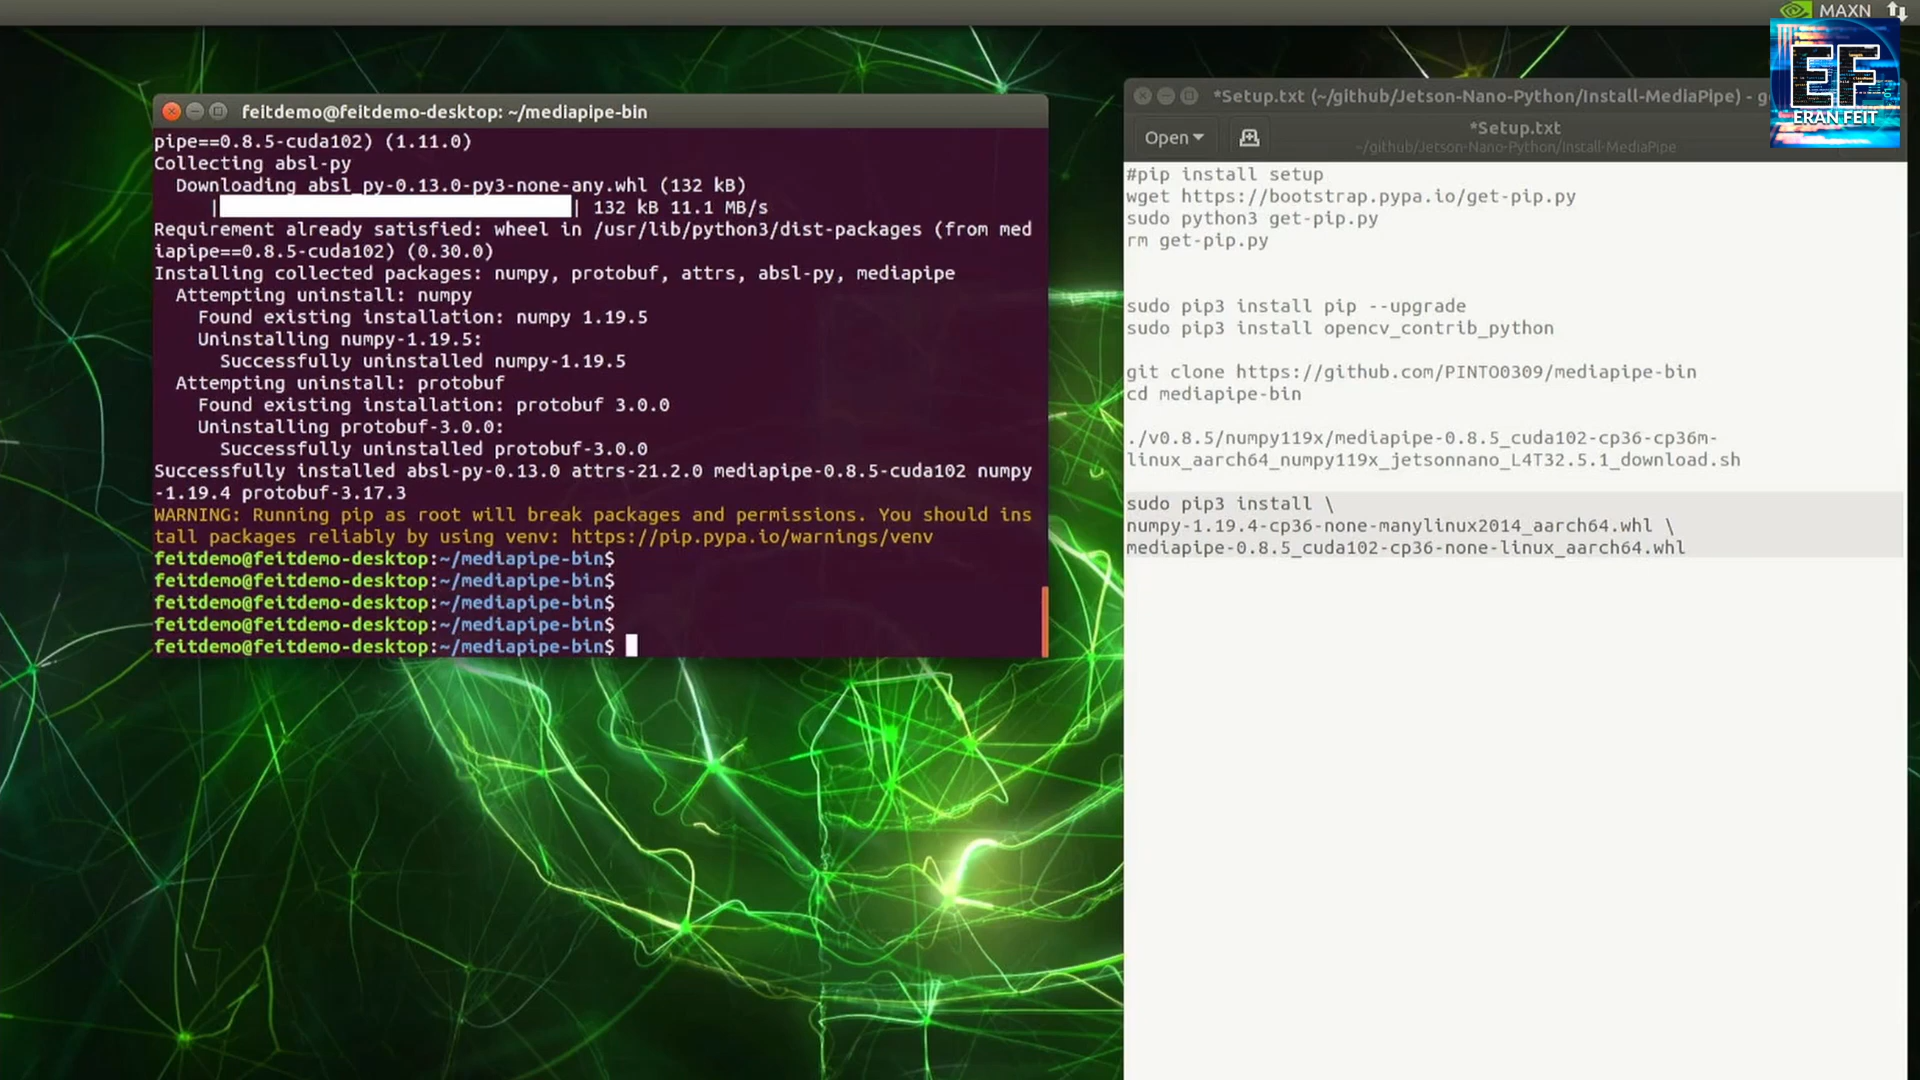 MAXN
EF
ERAN FEIT
feitdemo@feitdemo-desktop: ~/mediapipe-bin
pipe==0.8.5-cuda102) (1.11.0)
Collecting absl-py
Downloading absl_py-0.13.0-py3-none-any.whl (132 kB)
| | 132 kB 11.1 MB/s
Requirement already satisfied: wheel in /usr/lib/python3/dist-packages (from med
iapipe==0.8.5-cuda102) (0.30.0)
Installing collected packages: numpy, protobuf, attrs, absl-py, mediapipe
Attempting uninstall: numpy
Found existing installation: numpy 1.19.5
Uninstalling numpy-1.19.5:
Successfully uninstalled numpy-1.19.5
Attempting uninstall: protobuf
Found existing installation: protobuf 3.0.0
Uninstalling protobuf-3.0.0:
Successfully uninstalled protobuf-3.0.0
Successfully installed absl-py-0.13.0 attrs-21.2.0 mediapipe-0.8.5-cuda102 numpy
-1.19.4 protobuf-3.17.3
WARNING: Running pip as root will break packages and permissions. You should ins
tall packages reliably by using venv: https://pip.pypa.io/warnings/venv
feitdemo@feitdemo-desktop:~/mediapipe-bin$
feitdemo@feitdemo-desktop:~/mediapipe-bin$
feitdemo@feitdemo-desktop:~/mediapipe-bin$
feitdemo@feitdemo-desktop:~/mediapipe-bin$
feitdemo@feitdemo-desktop:~/mediapipe-bin$
*Setup.txt (~/github/Jetson-Nano-Python/Install-MediaPipe) -
Open
*Setup.txt
~/github/Jetson-Nano-Python/Install-MediaPipe
#pip install setup
wget https://bootstrap.pypa.io/get-pip.py
sudo python3 get-pip.py
rm get-pip.py
sudo pip3 install pip --upgrade
sudo pip3 install opencv_contrib_python
git clone https://github.com/PINTO0309/mediapipe-bin
cd mediapipe-bin
./v0.8.5/numpy119x/mediapipe-0.8.5_cuda102-cp36-cp36m-
linux_aarch64_numpy119x_jetsonnano_L4T32.5.1_download.sh
sudo pip3 install \
numpy-1.19.4-cp36-none-manylinux2014_aarch64.whl \
mediapipe-0.8.5_cuda102-cp36-none-linux_aarch64.whl